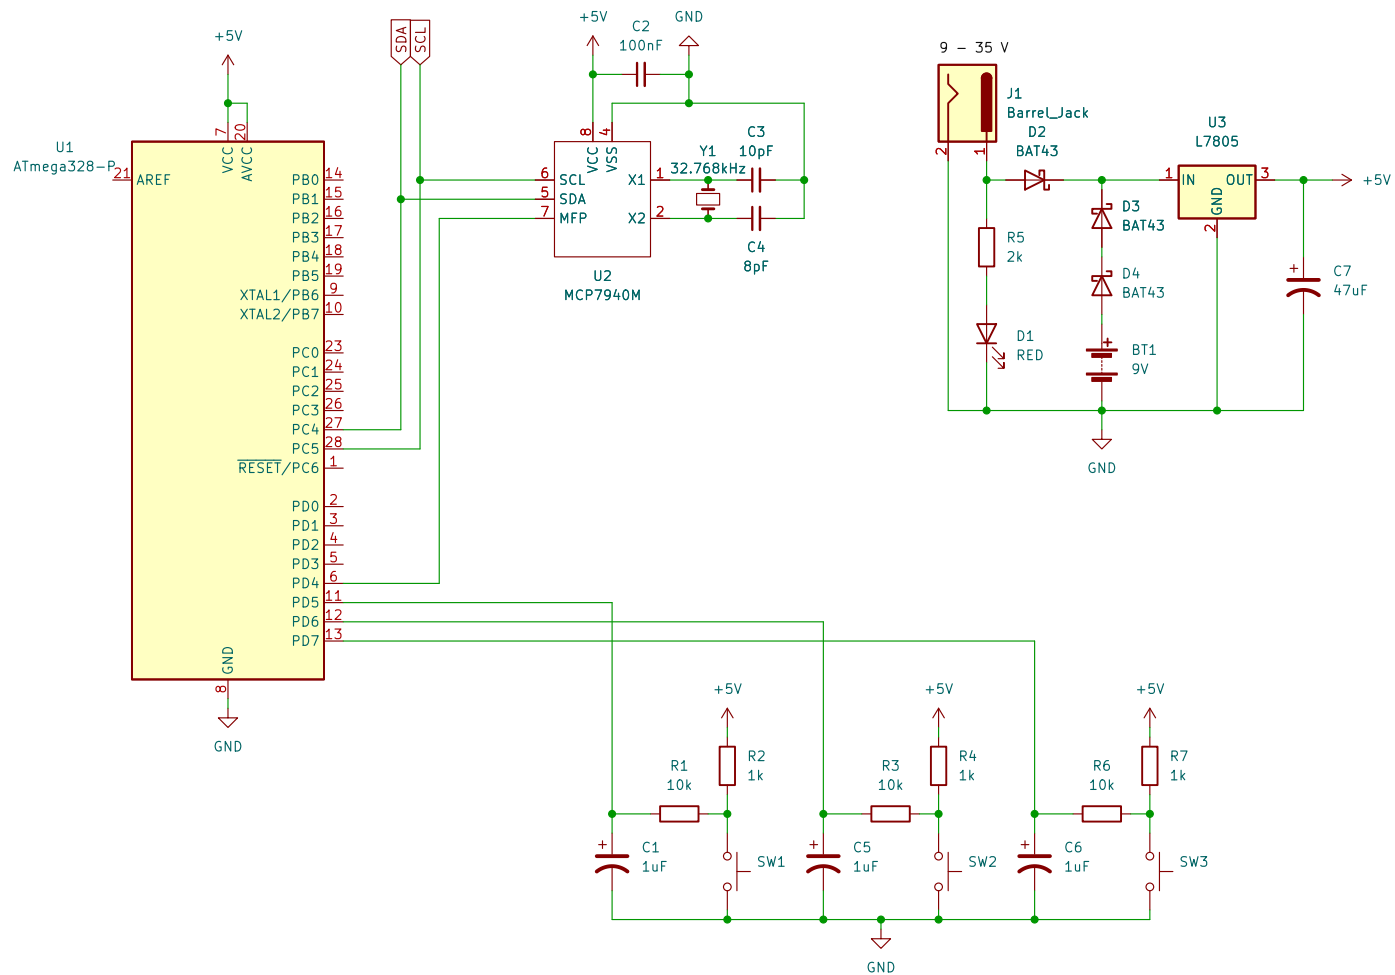 +5V
U1
ATmega328-P
7
20
VCC
AVCC
21
AREF
PB0
14
PB1
15
PB2
16
PB3
17
PB4
18
PB5
19
XTAL1/PB6
9
XTAL2/PB7
10
PC0
23
PC1
24
PC2
25
PC3
26
PC4
27
PC5
28
RESET/PC6
1
PD0
2
PD1
3
PD2
4
PD3
5
PD4
6
PD5
11
PD6
12
PD7
13
GND
8
GND
SDA
SCL
+5V
C2
100nF
GND
8
4
VCC
VSS
6
SCL
5
SDA
7
MFP
X1
1
X2
2
U2
MCP7940M
Y1
32.768kHz
C3
10pF
C4
8pF
9 - 35 V
J1
Barrel_Jack
2
1
D2
BAT43
D3
BAT43
D4
BAT43
R5
2k
D1
RED
BT1
9V
GND
U3
L7805
1
IN
OUT
3
GND
2
+5V
C7
47uF
+5V
R2
1k
R1
10k
C1
1uF
SW1
+5V
R4
1k
R3
10k
C5
1uF
SW2
+5V
R7
1k
R6
10k
C6
1uF
SW3
GND